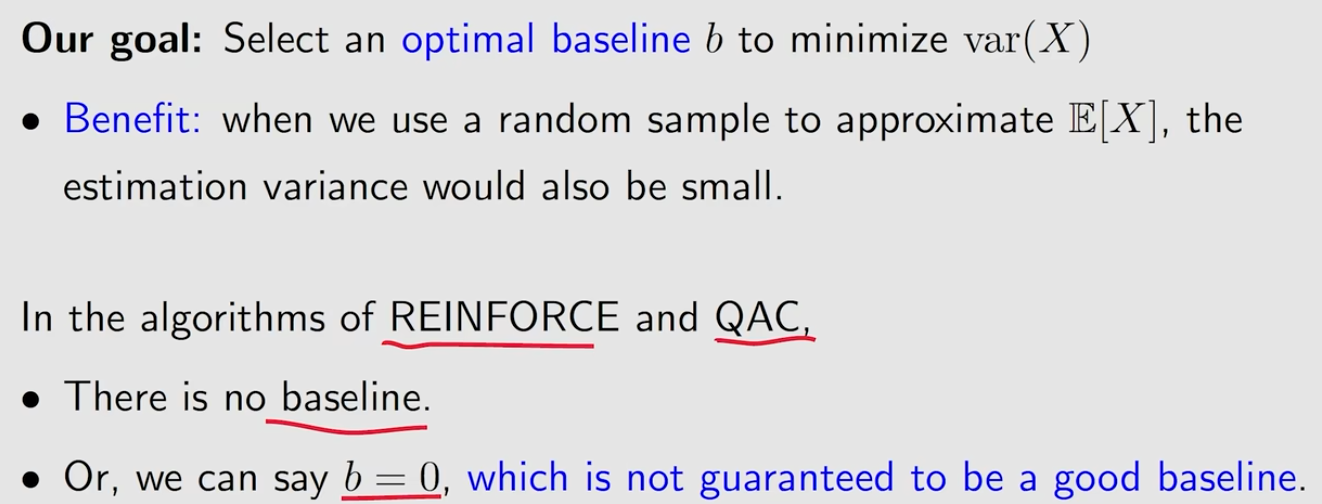 Our goal: Select an optimal baseline b to minimize var(X)
• Benefit: when we use a random sample to approximate 𝔼[X], the
estimation variance would also be small.
In the algorithms of REINFORCE and QAC,
• There is no baseline.
• Or, we can say b = 0, which is not guaranteed to be a good baseline.